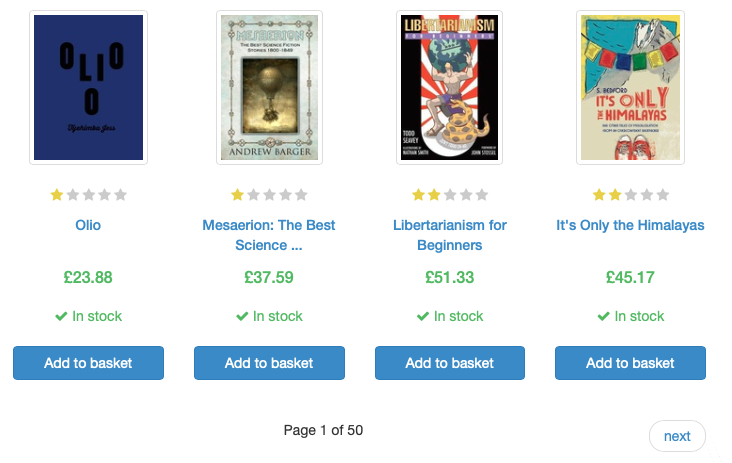 OLIO
Tjehimba Jess
MESAERION
THE BEST SCIENCE FICTION
STORIES 1800-1849
ANDREW BARGER
LIBERTARIANISM
FOR BEGINNERS
TODD
SEAVEY
S. BEDFORD
IT'S ONLY
THE HIMALAYAS
Olio
Mesaerion: The Best
Science ...
Libertarianism for
Beginners
It's Only the Himalayas
£23.88
£37.59
£51.33
£45.17
In stock
In stock
In stock
In stock
Add to basket
Add to basket
Add to basket
Add to basket
Page 1 of 50
next